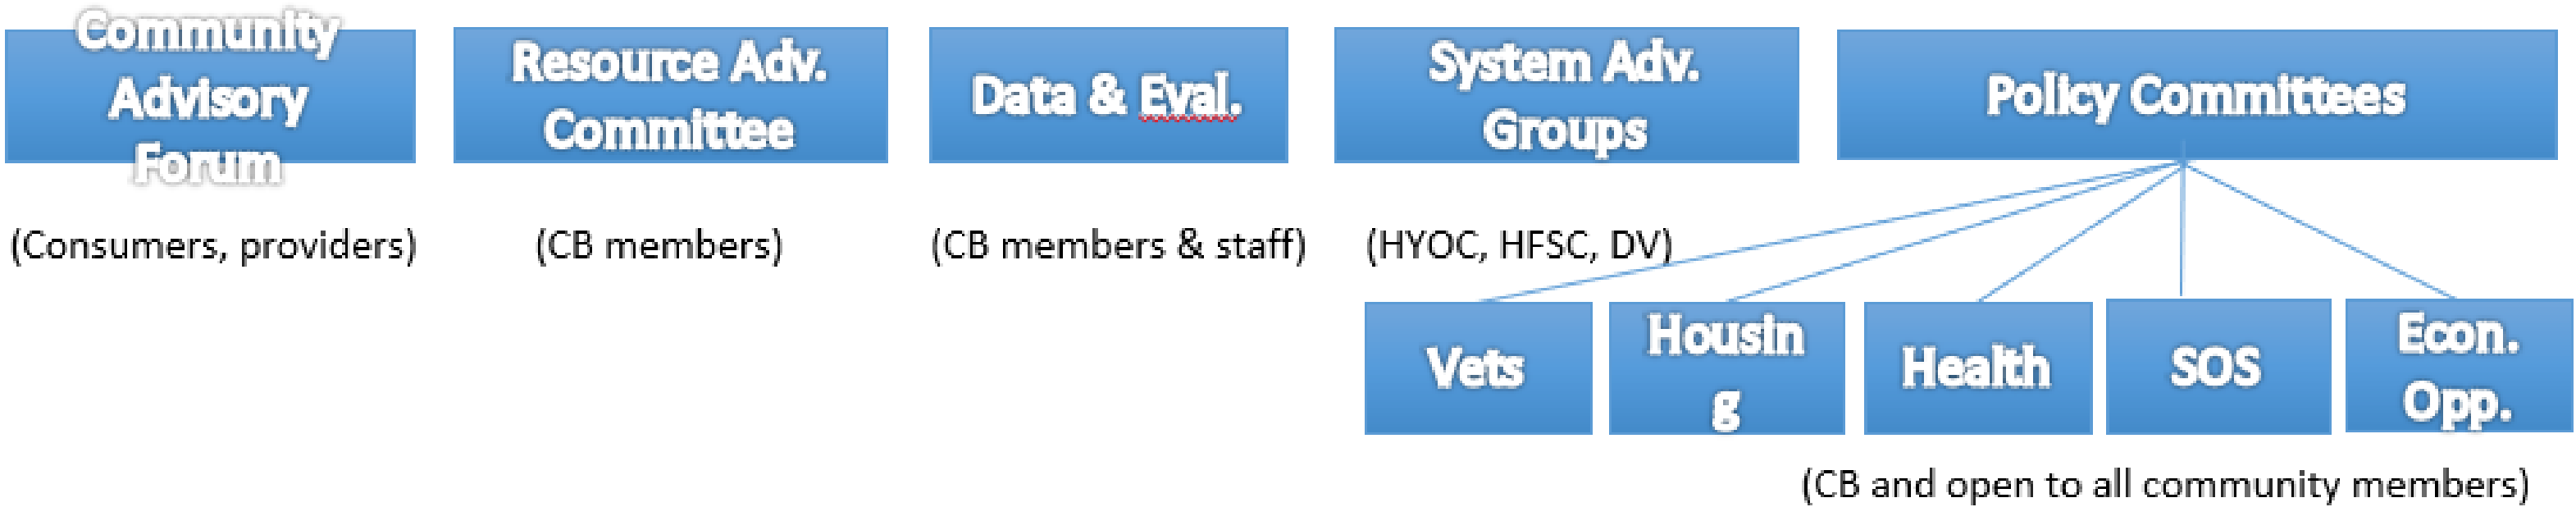 Community
Advisory
Forum
Resource Adv.
Committee
Data & Eval.
System Adv.
Groups
Policy Committees
(Consumers, providers)
(CB members)
(CB members & staff)
(HYOC, HFSC, DV)
Vets
Housin
g
Health
SOS
Econ.
Opp.
(CB and open to all community members)